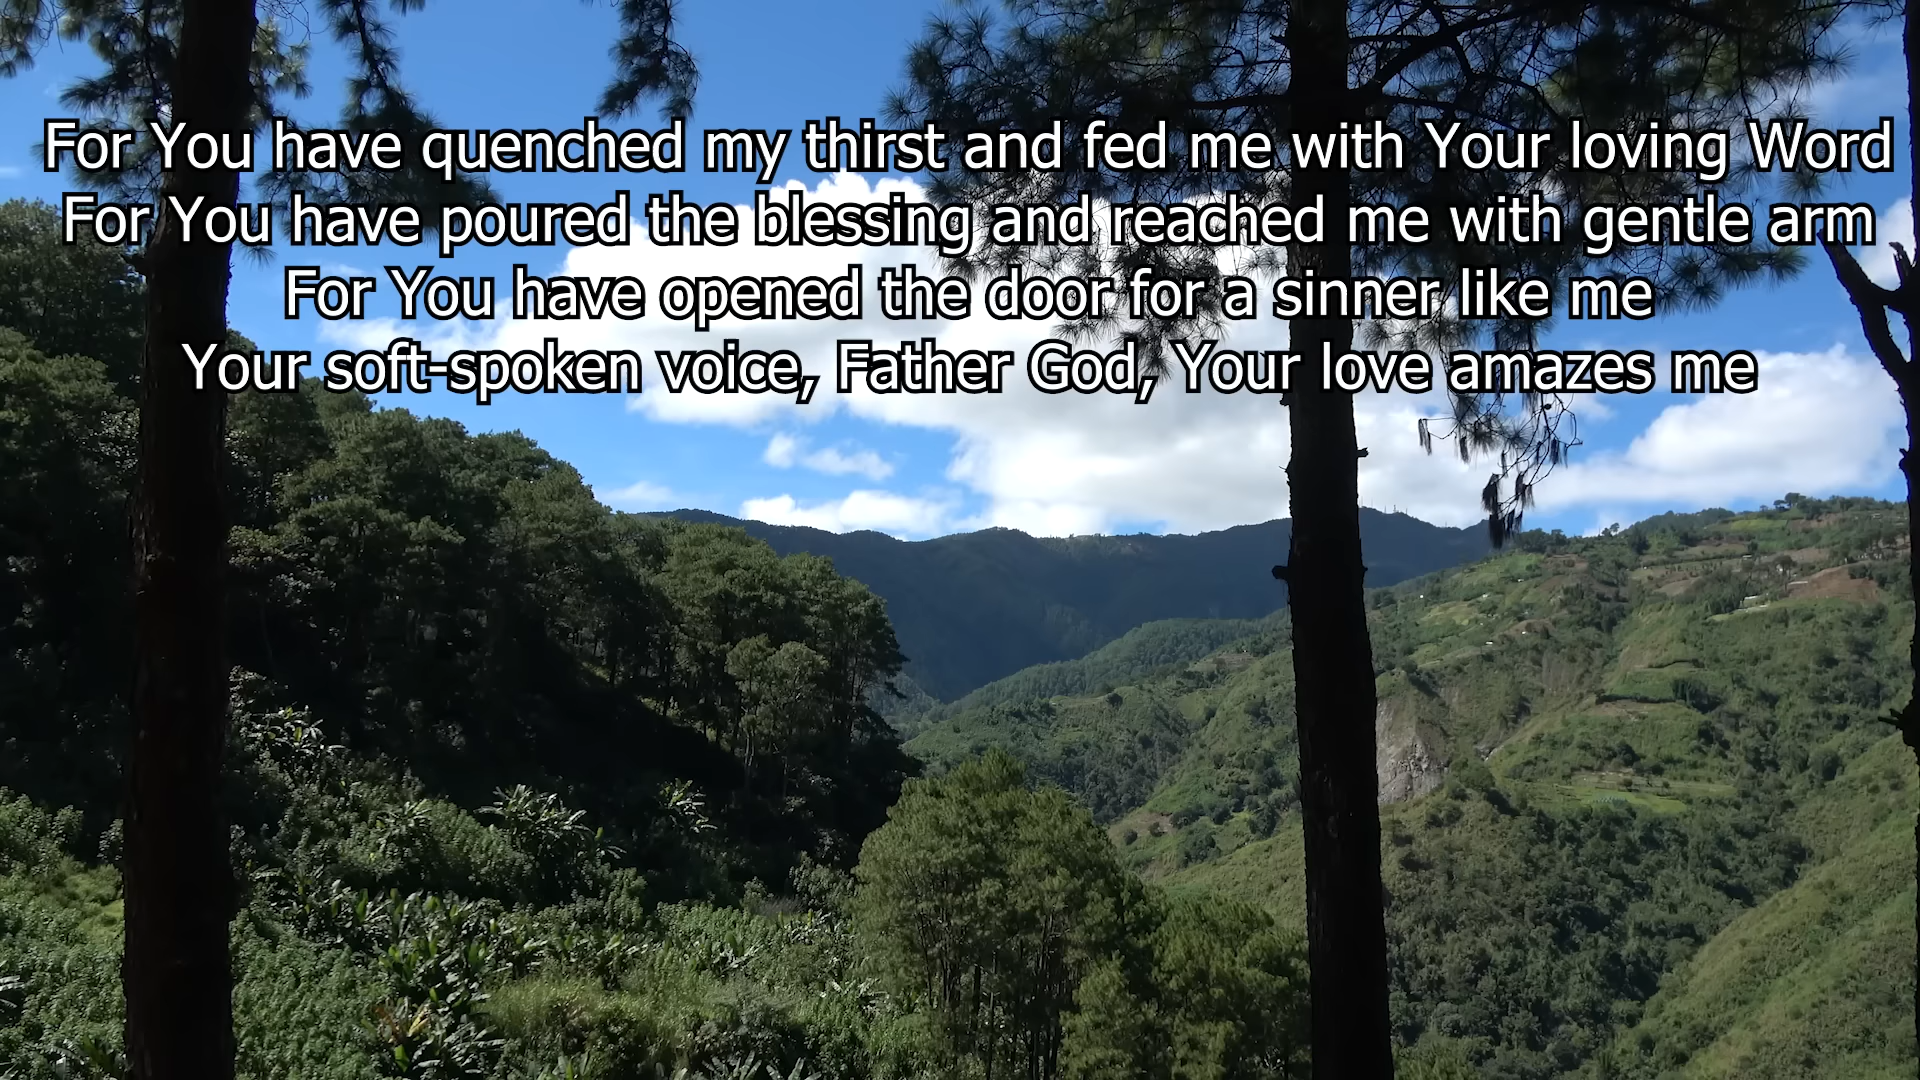 For You have quenched my thirst and fed me with Your loving Word
For You have poured the blessing and reached me with gentle arm
For You have opened the door for a sinner like me
Your soft-spoken voice, Father God, Your love amazes me